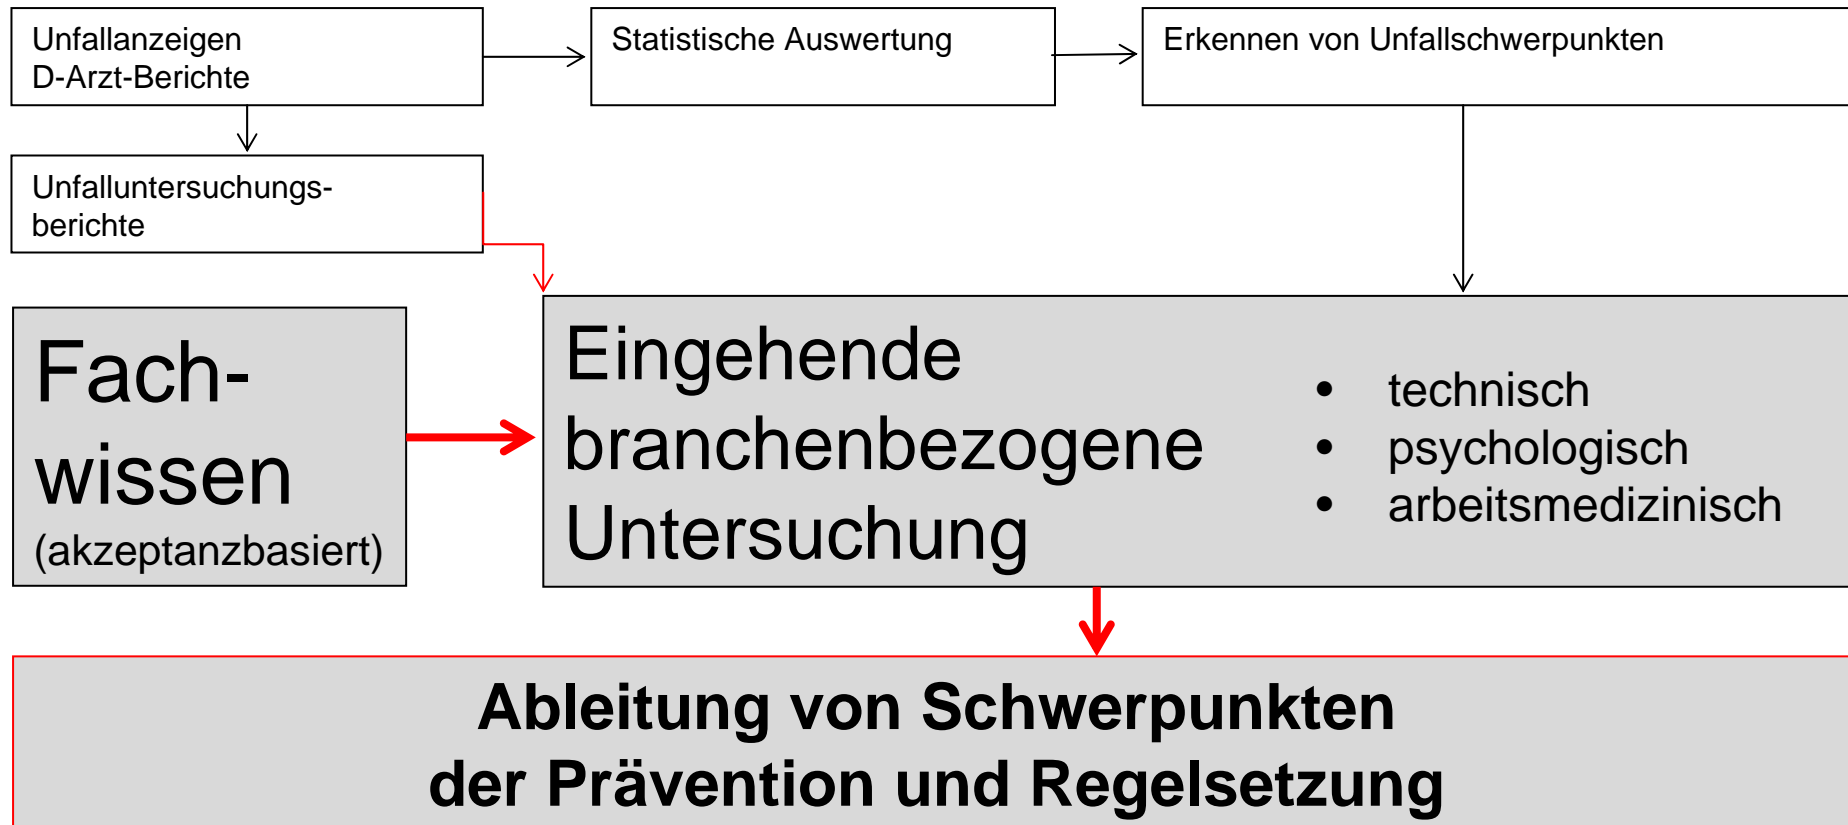 Unfallanzeigen
D-Arzt-Berichte
Statistische Auswertung
Erkennen von Unfallschwerpunkten
Unfalluntersuchungs-
berichte
Fach-
wissen
(akzeptanzbasiert)
Eingehende
branchenbezogene
Untersuchung
• technisch
• psychologisch
• arbeitsmedizinisch
Ableitung von Schwerpunkten
der Prävention und Regelsetzung